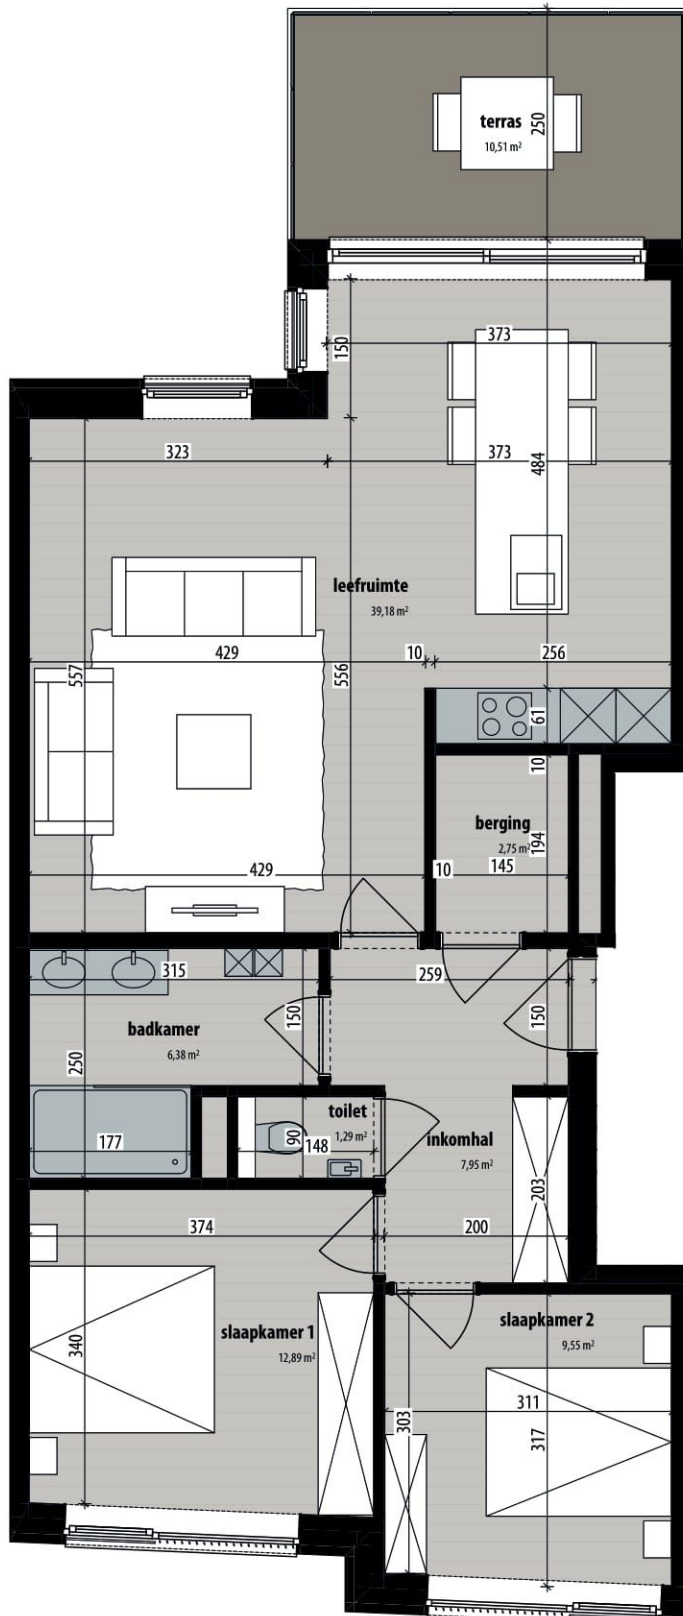 terras
10,51 m²
250
150
373
323
373
484
leefruimte
39,18 m²
429
10
256
557
556
61
10
berging
2,75 m²
194
429
10
145
315
259
150
150
badkamer
6,38 m²
250
toilet
1,29 m²
177
90
148
inkomhal
7,95 m²
203
374
200
slaapkamer 1
12,89 m²
340
slaapkamer 2
9,55 m²
311
303
317